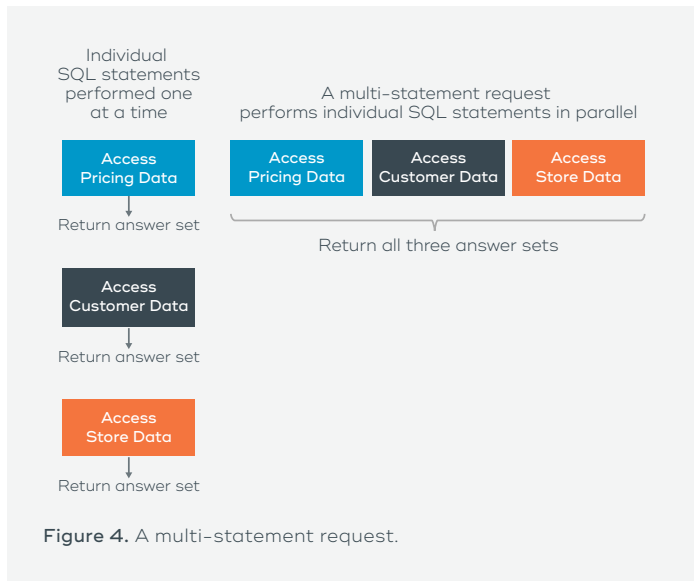 Individual
SQL statements
performed one
at a time
Access
Pricing Data
Return answer set
Access
Customer Data
Return answer set
Access
Store Data
Return answer set
A multi-statement request
performs individual SQL statements in parallel
Access
Pricing Data
Access
Customer Data
Access
Store Data
Return all three answer sets
Figure 4. A multi-statement request.